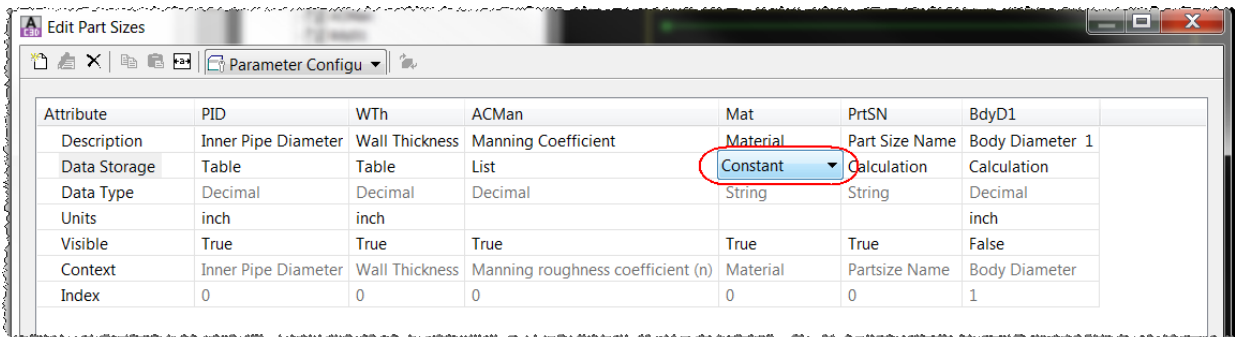 A C3D Edit Part Sizes X
Parameter Configu
Attribute PID WTh ACMan Mat PrtSN BdyD1
Description Inner Pipe Diameter Wall Thickness Manning Coefficient Material Part Size Name Body Diameter 1
Data Storage Table Table List Constant Calculation Calculation
Data Type Decimal Decimal Decimal String String Decimal
Units inch inch inch
Visible True True True True True False
Context Inner Pipe Diameter Wall Thickness Manning roughness coefficient (n) Material Partsize Name Body Diameter
Index 0 0 0 0 0 1